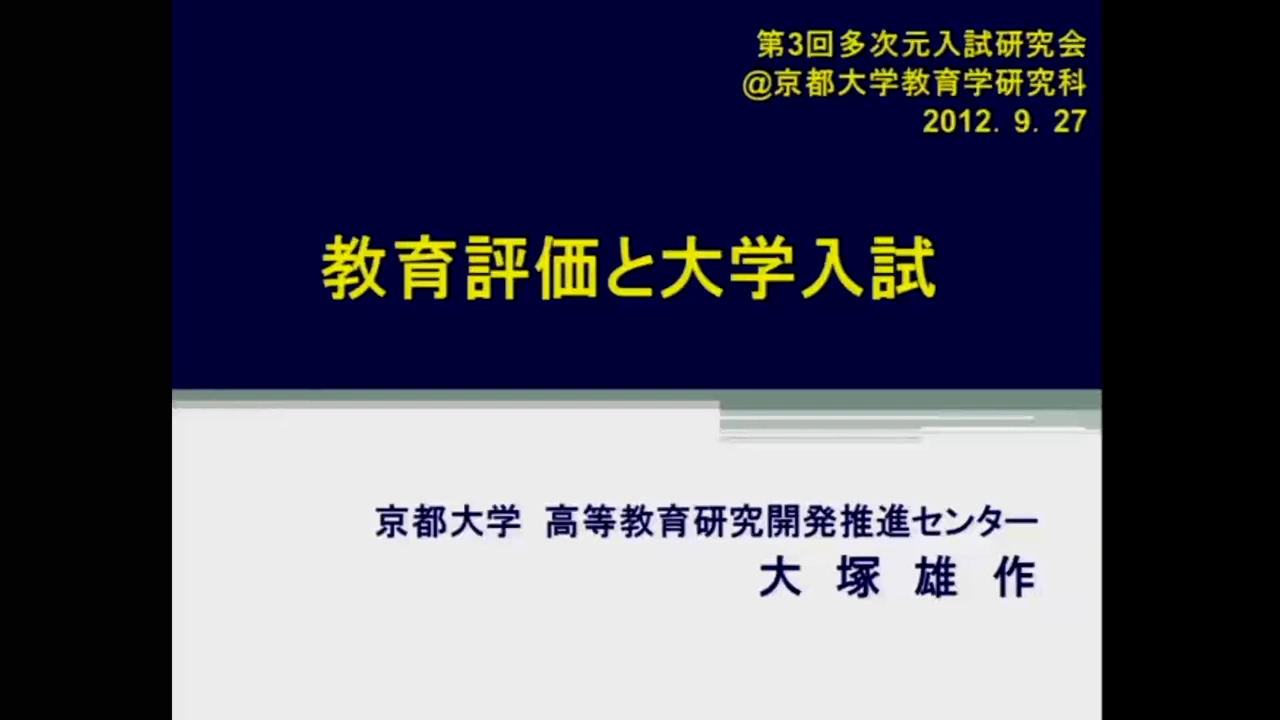 第3回多次元入試研究会
@京都大学教育学研究科
2012. 9. 27
教育評価と大学入試
京都大学 高等教育研究開発推進センター
大 塚 雄 作